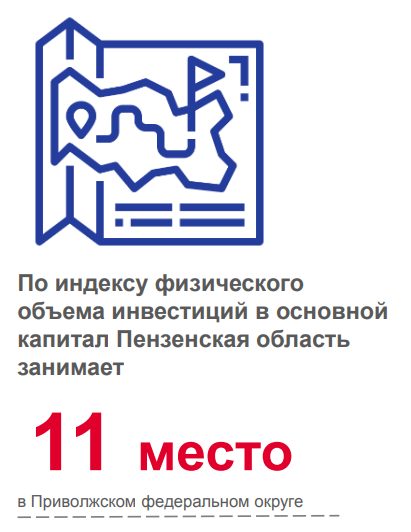 По индексу физического
объема инвестиций в основной
капитал Пензенская область
занимает
11 место
в Приволжском федеральном округе